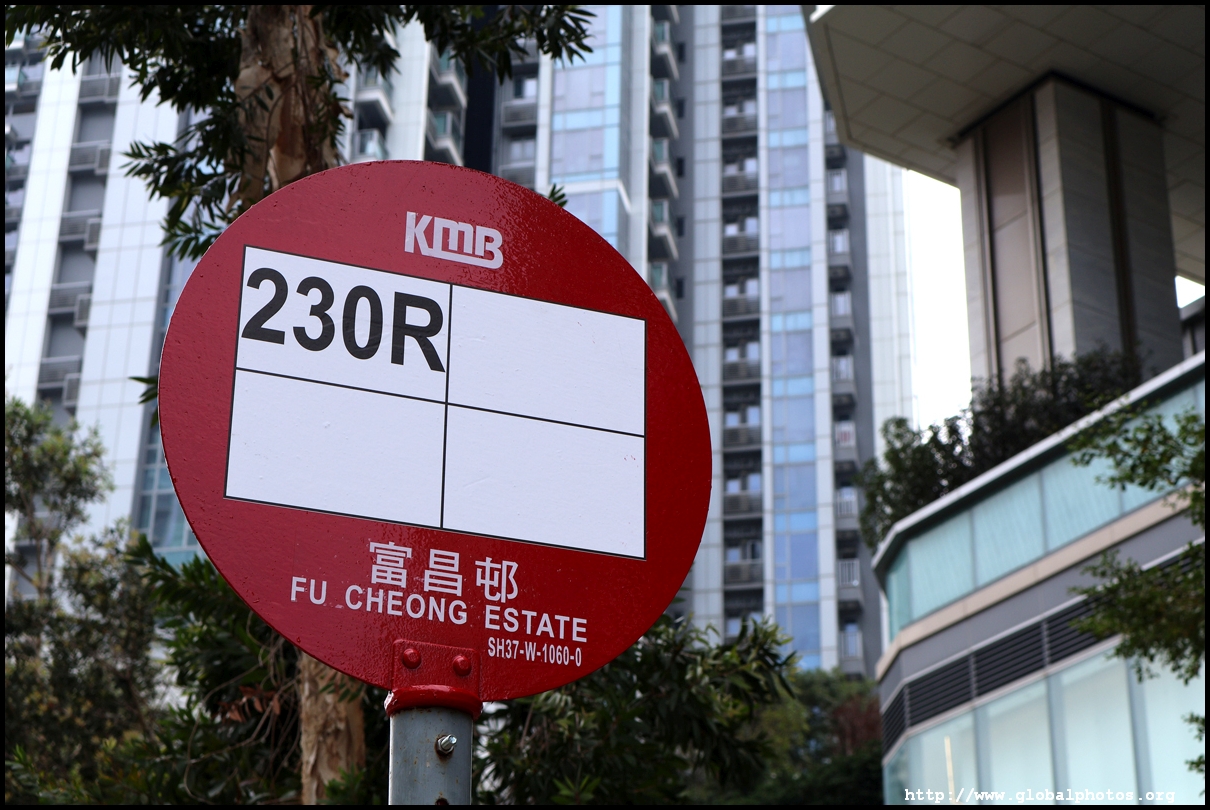 KMB
230R
富昌邨
FU CHEONG ESTATE
SH37-W-1060-0
http://www.globalphotos.org